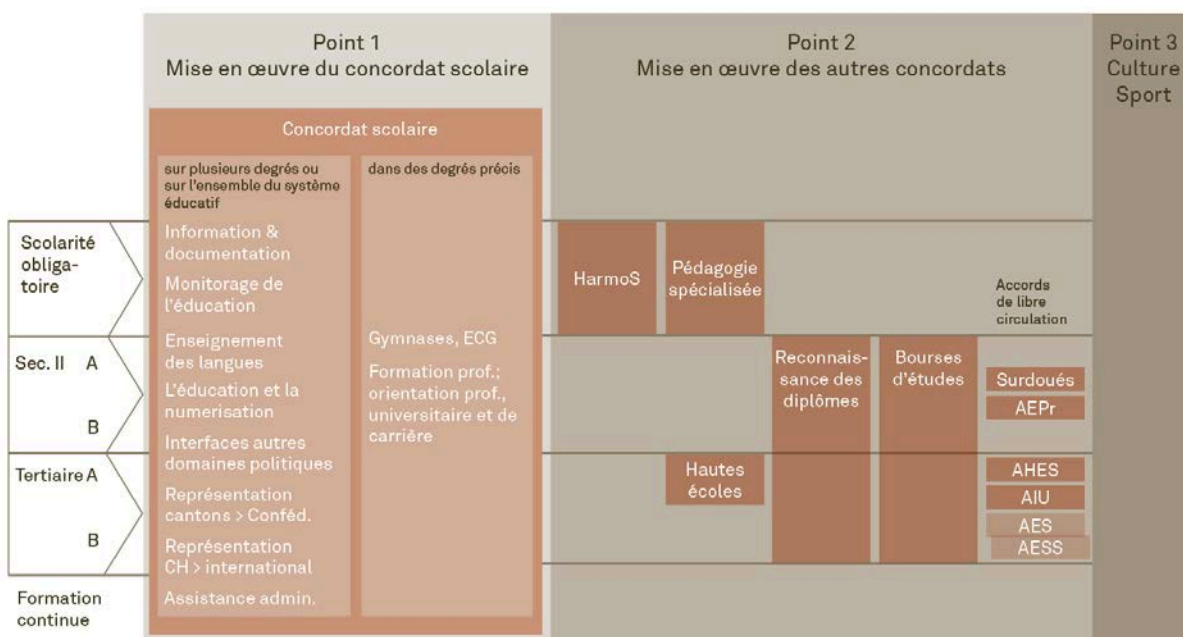 Point 1
Mise en œuvre du concordat scolaire
Point 2
Mise en œuvre des autres concordats
Point 3
Culture
Sport
Concordat scolaire
sur plusieurs degrés ou
sur l'ensemble du système
éducatif
dans des degrés précis
Scolarité
obliga-
toire
Sec. II A
B
Tertiaire A
B
Formation
continue
Information &
documentation
Monitorage de
l'éducation
Enseignement
des langues
L'éducation et la
numerisation
Interfaces autres
domaines politiques
Représentation
cantons > Conféd.
Représentation
CH > international
Assistance admin.
Gymnases, ECG
Formation prof.;
orientation prof.,
universitaire et de
carrière
HarmoS
Pédagogie
spécialisée
Hautes
écoles
Reconnais-
sance des
diplômes
Bourses
d'études
Accords
de libre
circulation
Surdoués
AEPr
AHES
AIU
AES
AESS